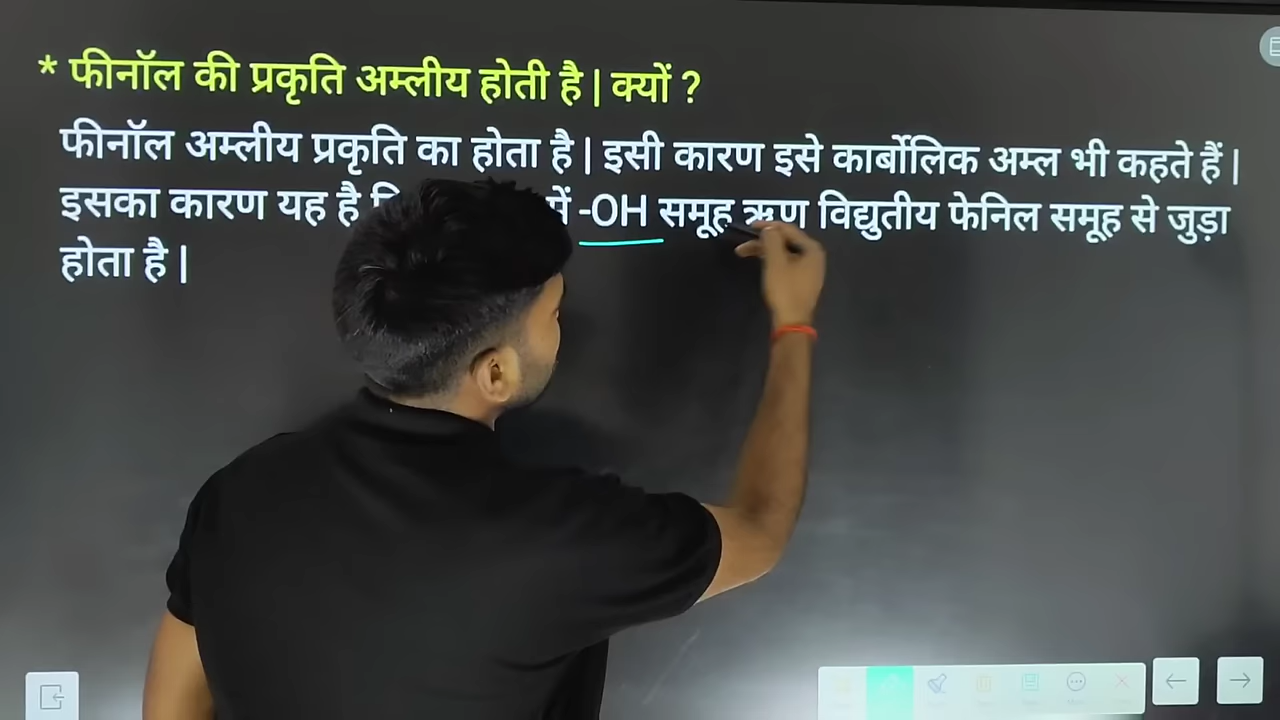 * फीनॉल की प्रकृति अम्लीय होती है | क्यों ?
फीनॉल अम्लीय प्रकृति का होता है | इसी कारण इसे कार्बोलिक अम्ल भी कहते हैं |
इसका कारण यह है -OH समूह ऋण विद्युतीय फेनिल समूह से जुड़ा
होता है |